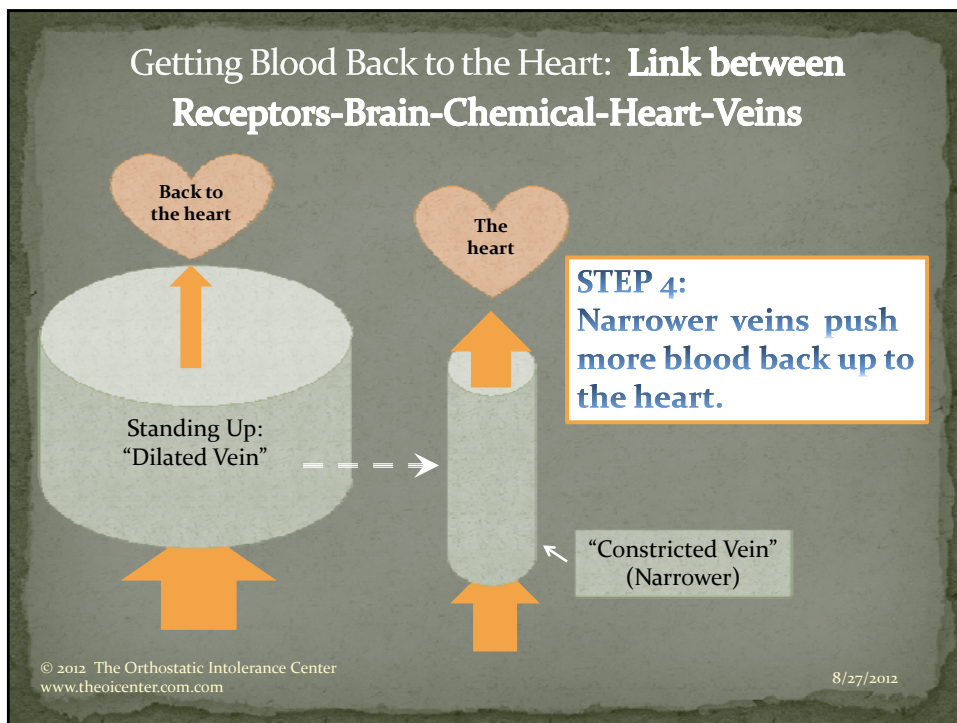 Getting Blood Back to the Heart: Link between
Receptors-Brain-Chemical-Heart-Veins
Back to
the heart
The
heart
STEP 4:
Narrower veins push
more blood back up to
the heart.
Standing Up:
“Dilated Vein”
“Constricted Vein”
(Narrower)
© 2012 The Orthostatic Intolerance Center
www.theoicenter.com.com
8/27/2012